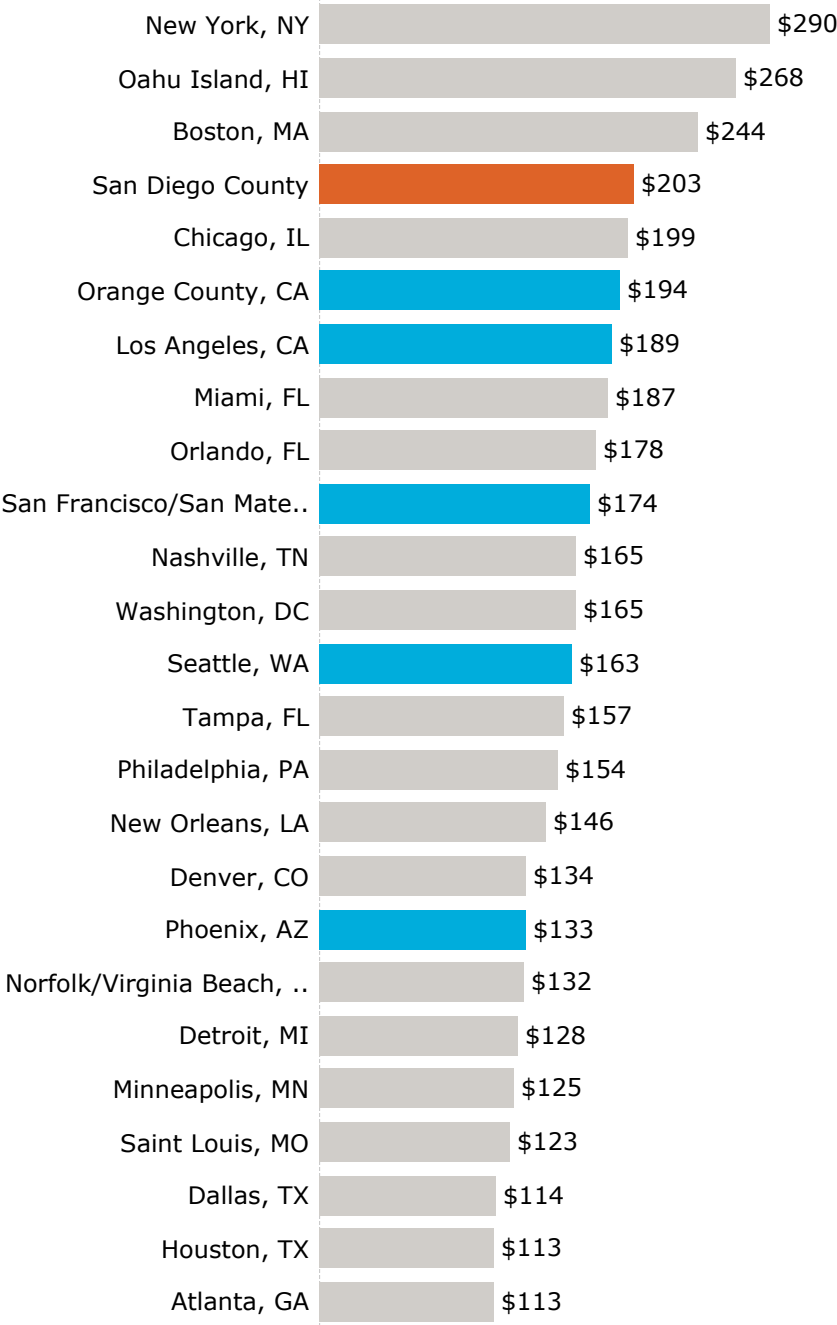 New York, NY $290
Oahu Island, HI $268
Boston, MA $244
San Diego County $203
Chicago, IL $199
Orange County, CA $194
Los Angeles, CA $189
Miami, FL $187
Orlando, FL $178
San Francisco/San Mate.. $174
Nashville, TN $165
Washington, DC $165
Seattle, WA $163
Tampa, FL $157
Philadelphia, PA $154
New Orleans, LA $146
Denver, CO $134
Phoenix, AZ $133
Norfolk/Virginia Beach, .. $132
Detroit, MI $128
Minneapolis, MN $125
Saint Louis, MO $123
Dallas, TX $114
Houston, TX $113
Atlanta, GA $113